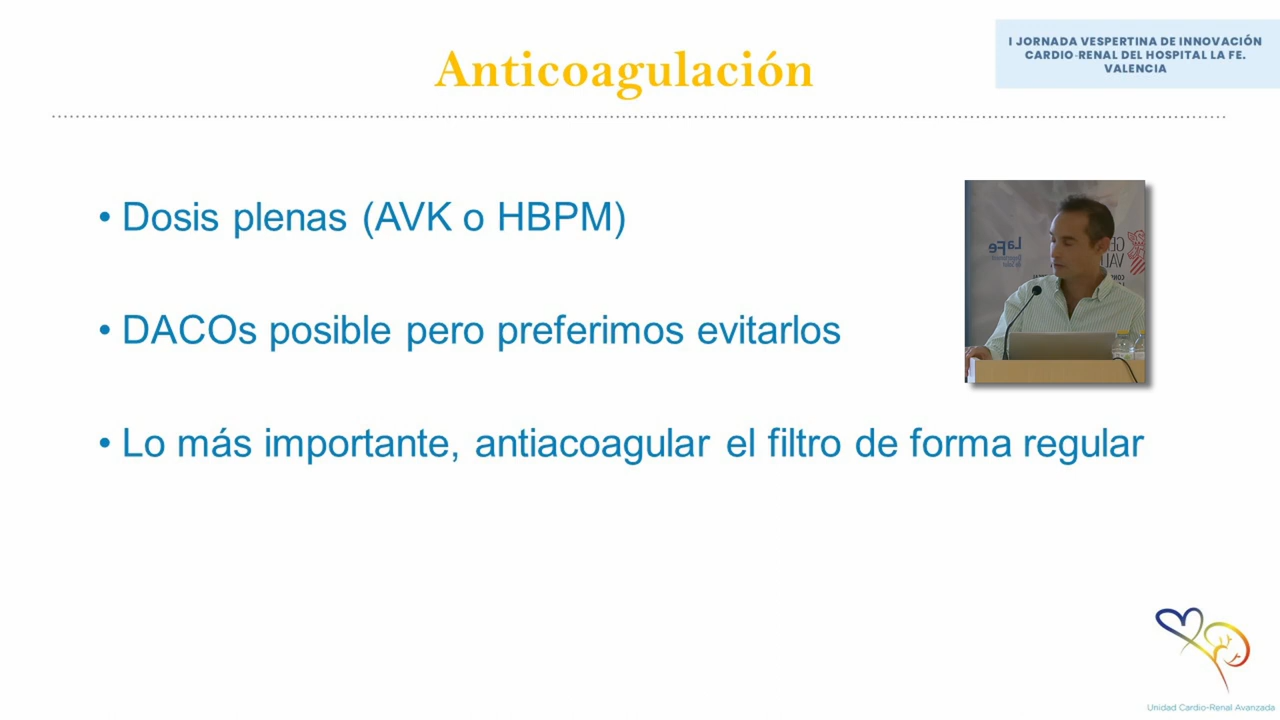 I JORNADA VESPERTINA DE INNOVACIÓN
CARDIO-RENAL DEL HOSPITAL LA FE.
VALENCIA
Anticoagulación
• Dosis plenas (AVK o HBPM)
• DACOs posible pero preferimos evitarlos
• Lo más importante, antiacoagular el filtro de forma regular
LaFe
Unidad Cardio-Renal Avanzada